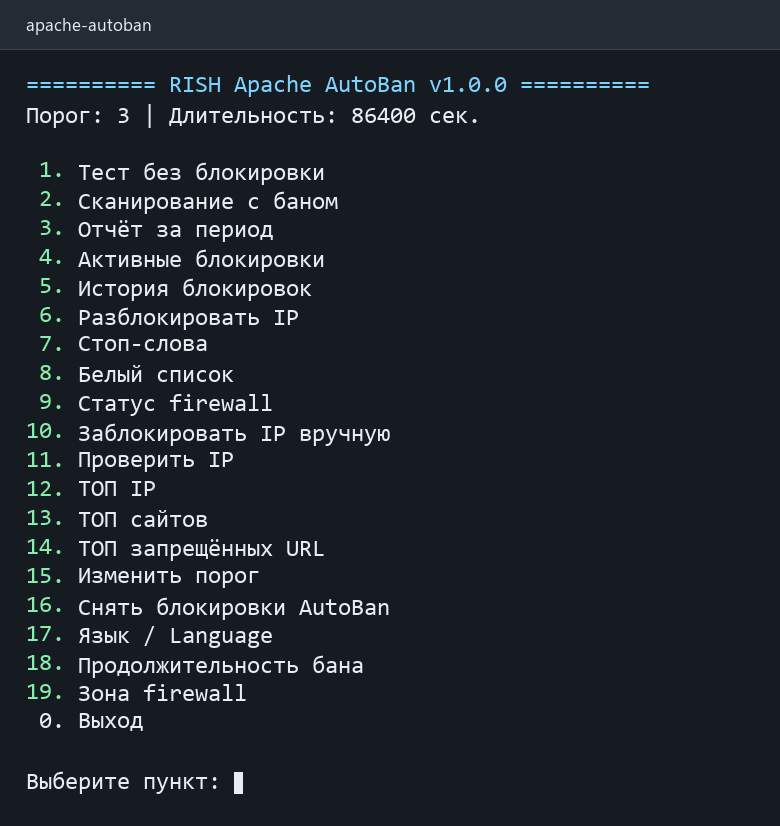 apache-autoban
========== RISH Apache AutoBan v1.0.0 ==========
Порог: 3 | Длительность: 86400 сек.
1. Тест без блокировки
2. Сканирование с баном
3. Отчёт за период
4. Активные блокировки
5. История блокировок
6. Разблокировать IP
7. Стоп-слова
8. Белый список
9. Статус firewall
10. Заблокировать IP вручную
11. Проверить IP
12. ТОП IP
13. ТОП сайтов
14. ТОП запрещённых URL
15. Изменить порог
16. Снять блокировки AutoBan
17. Язык / Language
18. Продолжительность бана
19. Зона firewall
0. Выход
Выберите пункт: